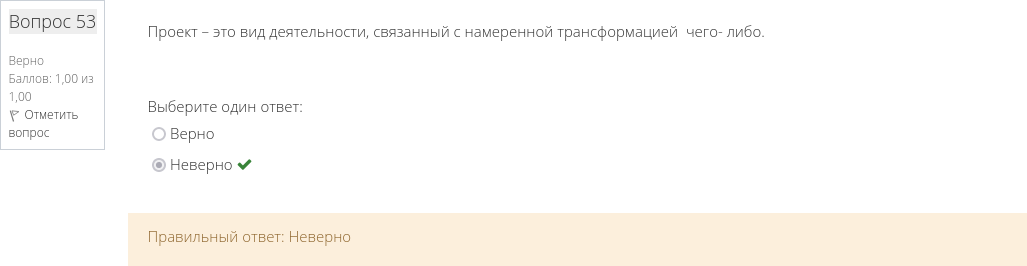 Вопрос 53
Верно
Баллов: 1,00 из
1,00
Отметить
вопрос
Проект – это вид деятельности, связанный с намеренной трансформацией  чего- либо.
Выберите один ответ:
Верно
Неверно
Правильный ответ: Неверно